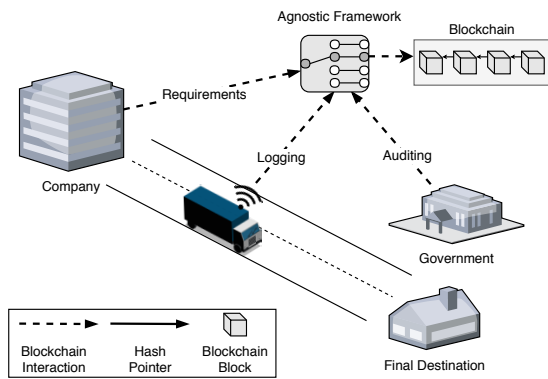 Agnostic Framework
Blockchain
Requirements
Logging
Auditing
Company
Government
Final Destination
Blockchain
Interaction
Hash
Pointer
Blockchain
Block